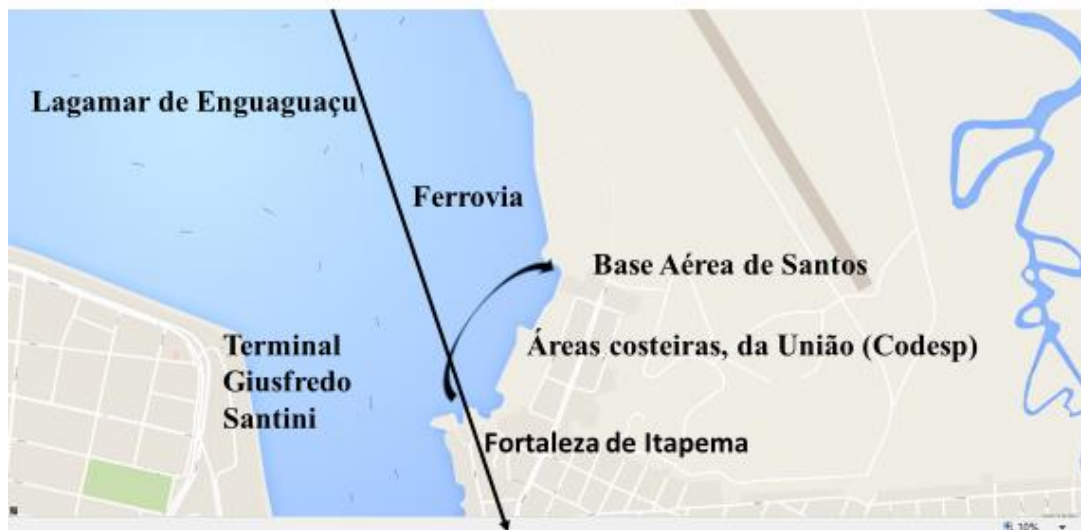 Lagamar de Enguaguaçu
Ferrovia
Base Aérea de Santos
Terminal
Giusfredo
Santini
Áreas costeiras, da União (Codesp)
Fortaleza de Itapema
10%